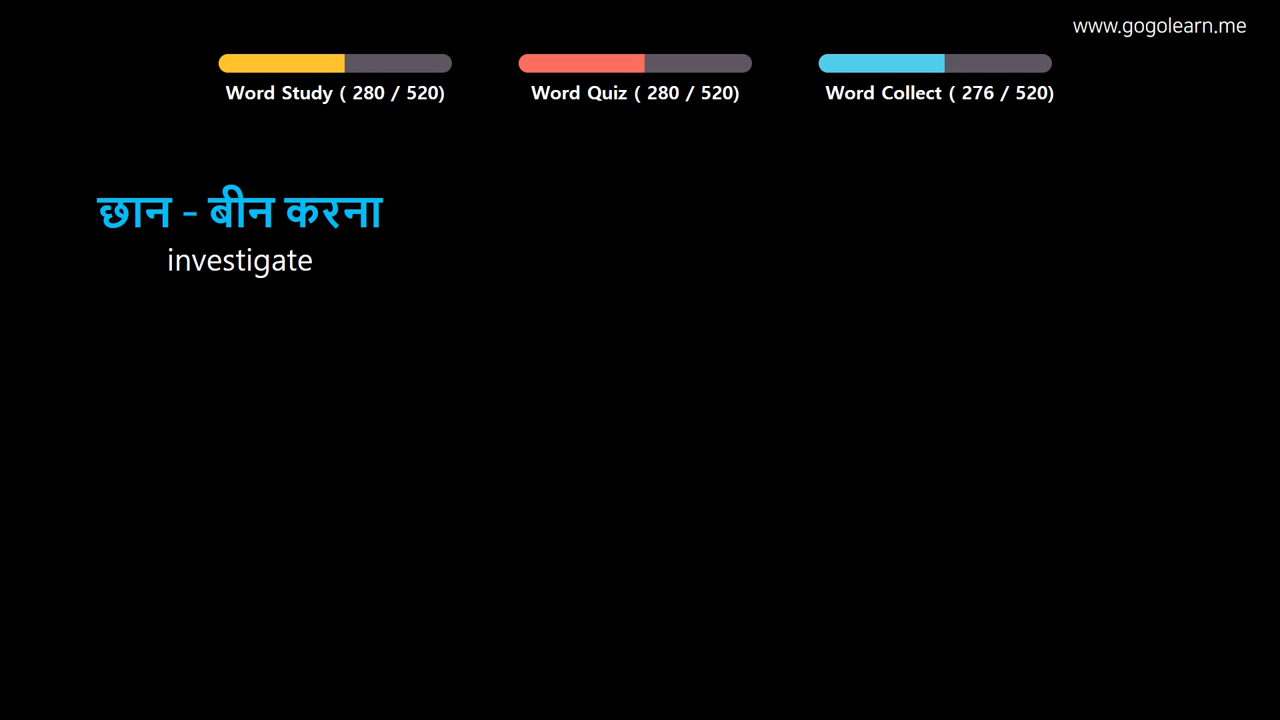 www.gogolearn.me
Word Study ( 280 / 520)
Word Quiz ( 280 / 520)
Word Collect ( 276 / 520)
छान - बीन करना
investigate